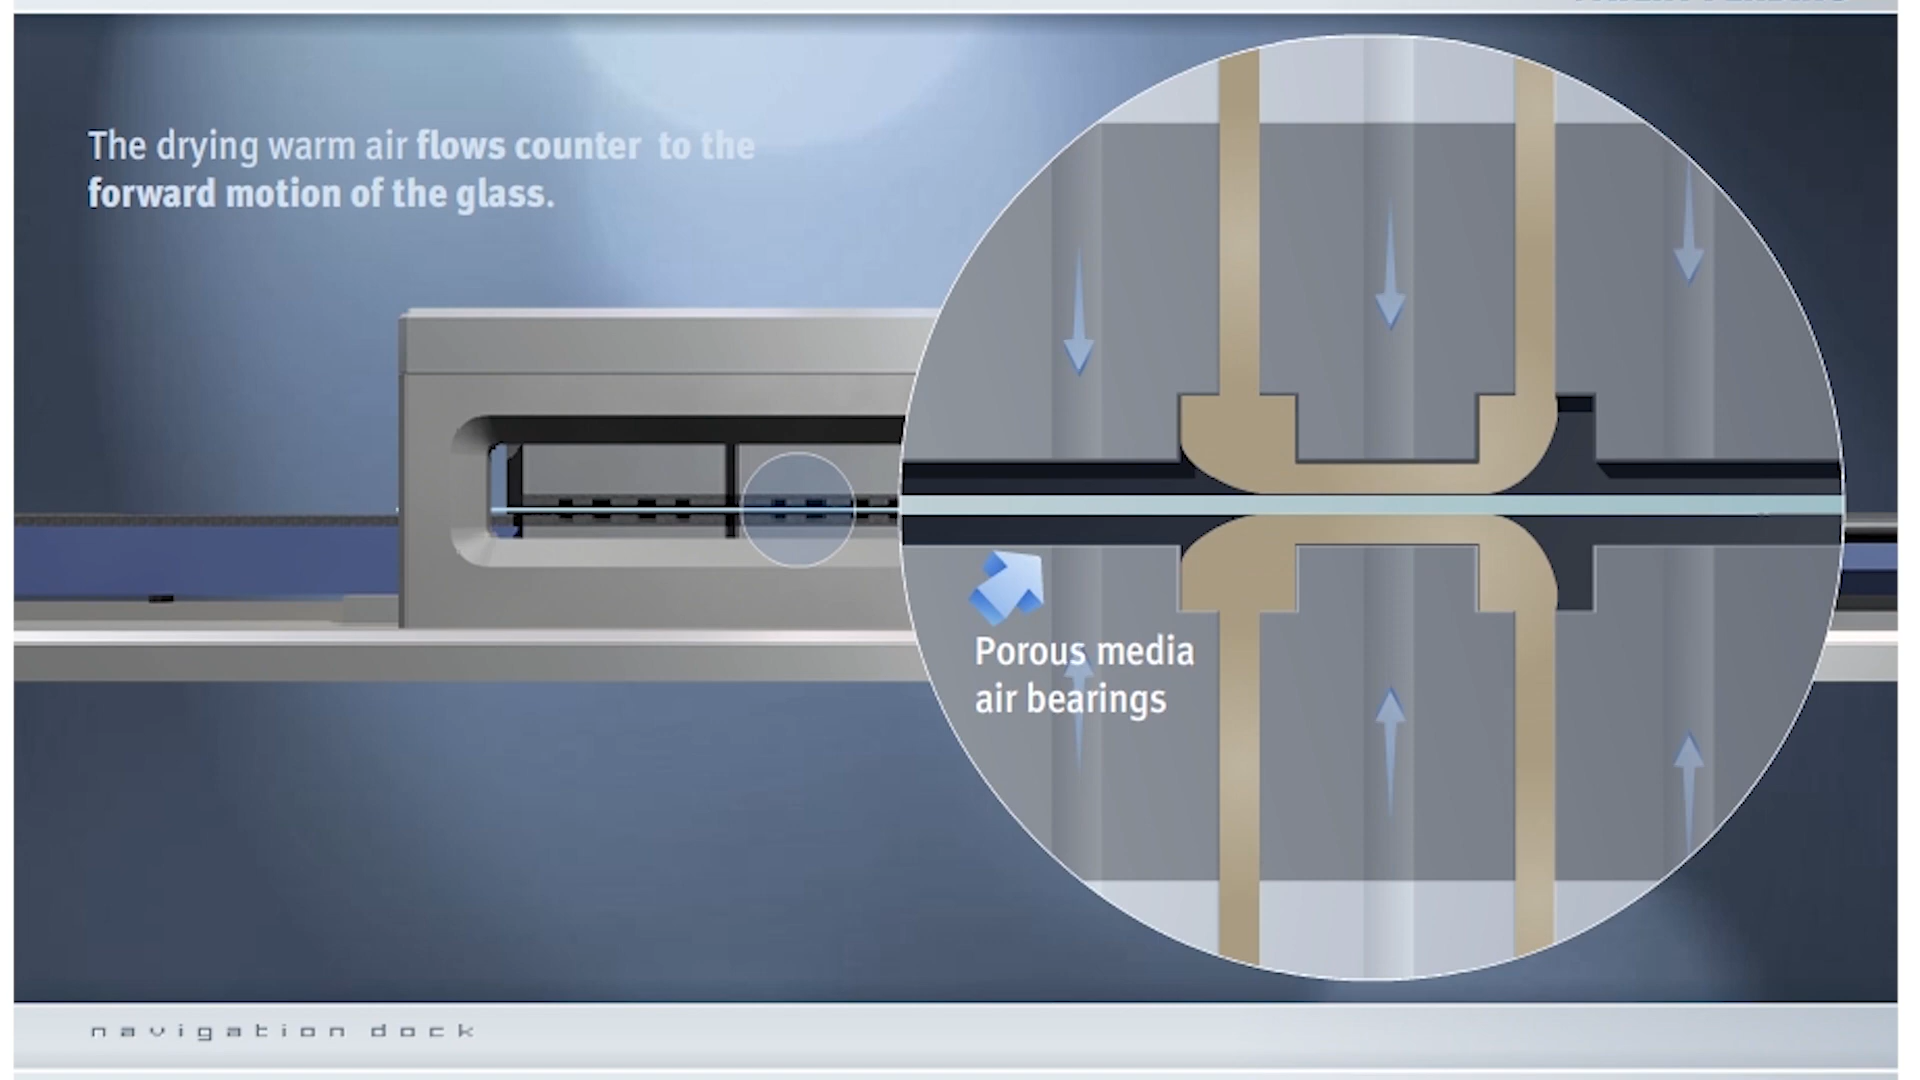 The drying warm air flows counter to the
forward motion of the glass.
Porous media
air bearings
navigation dock